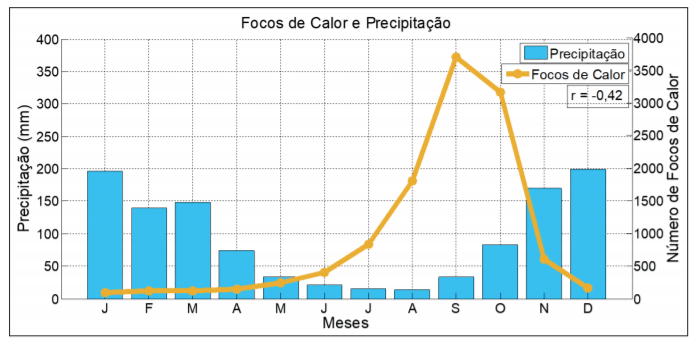 Focos de Calor e Precipitação
400
350
300
250
200
150
100
50
0
Precipitação (mm)
Precipitação
Focos de Calor
r = -0,42
4000
3500
3000
2500
2000
1500
1000
500
0
Número de Focos de Calor
J F M A M J J A S O N D
Meses